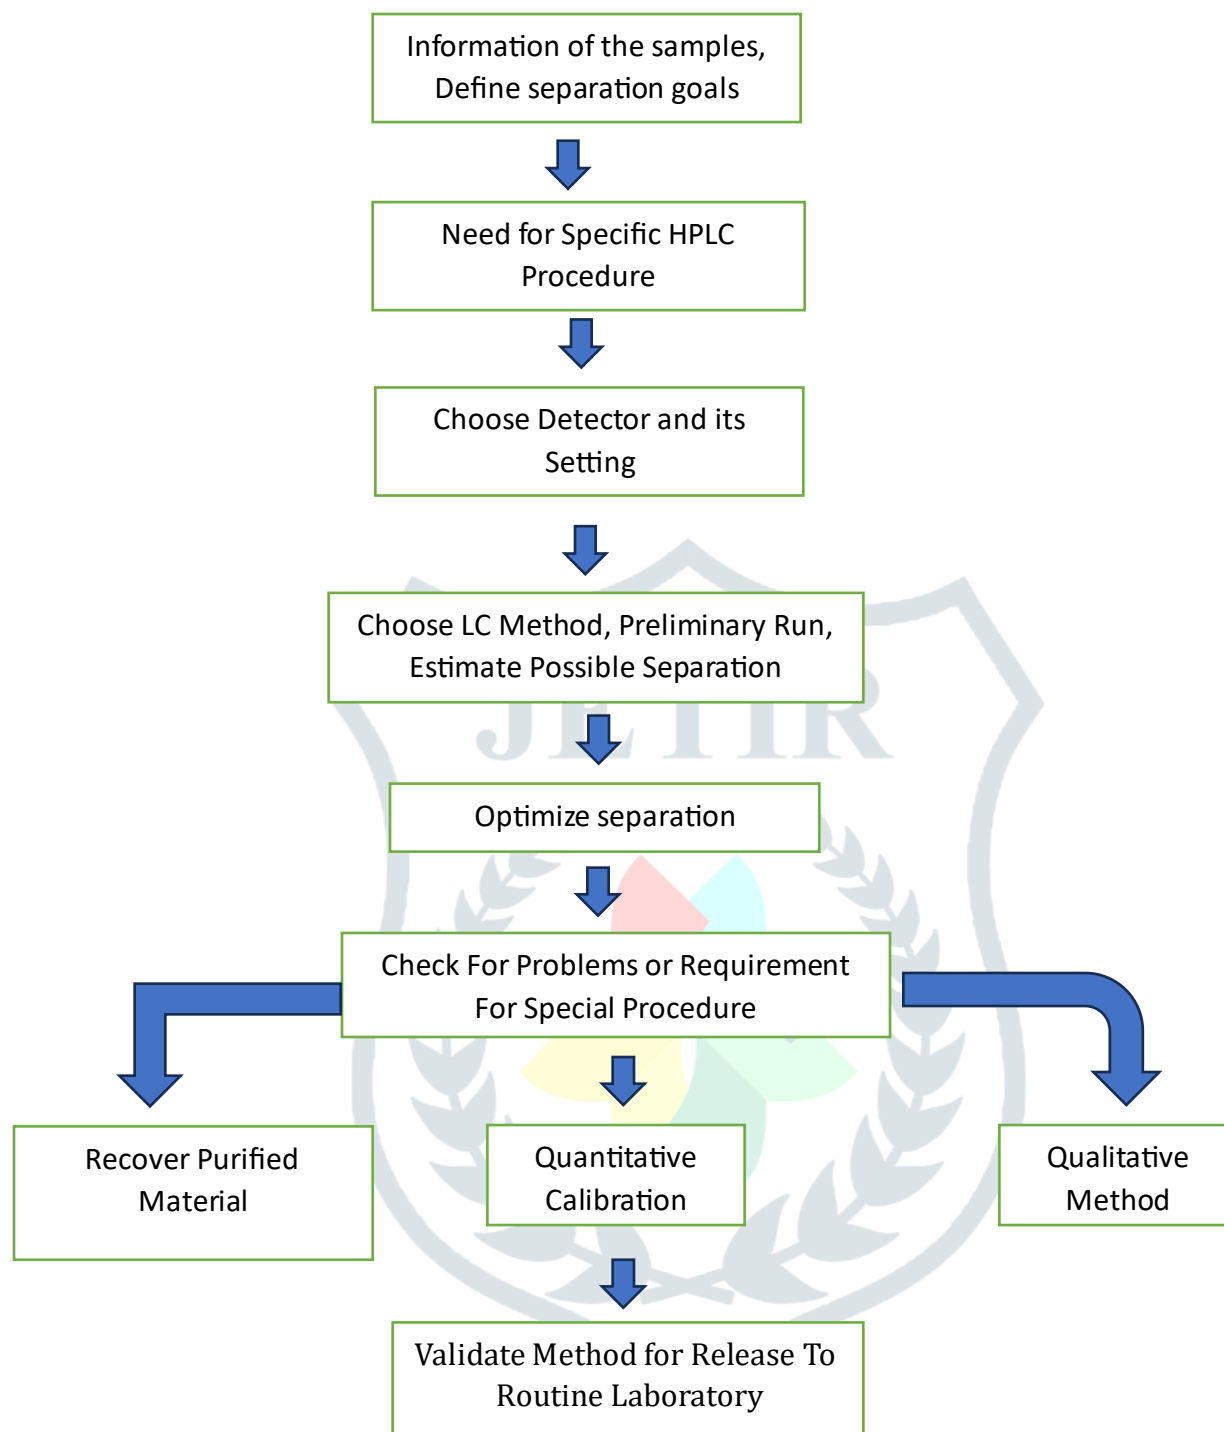 Information of the samples,
Define separation goals
Need for Specific HPLC
Procedure
Choose Detector and its
Setting
Choose LC Method, Preliminary Run,
Estimate Possible Separation
JETIR
Optimize separation
Check For Problems or Requirement
For Special Procedure
Recover Purified
Material
Quantitative
Calibration
Qualitative
Method
Validate Method for Release To
Routine Laboratory